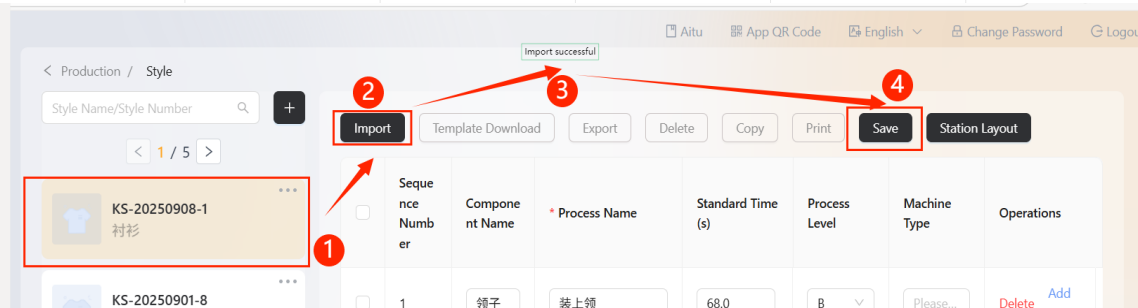 Aitu App QR Code English Change Password Logou
Import successful
< Production / Style
Style Name/Style Number
+
1 / 5
2
3
4
Import Template Download Export Delete Copy Print Save Station Layout
KS-20250908-1
衬衫
1
Seque
nce
Numb
er
Compone
nt Name
* Process Name
Standard Time
(s)
Process
Level
Machine
Type
Operations
KS-20250901-8
1 领子 装上领 68.0 B Please... Delete Add